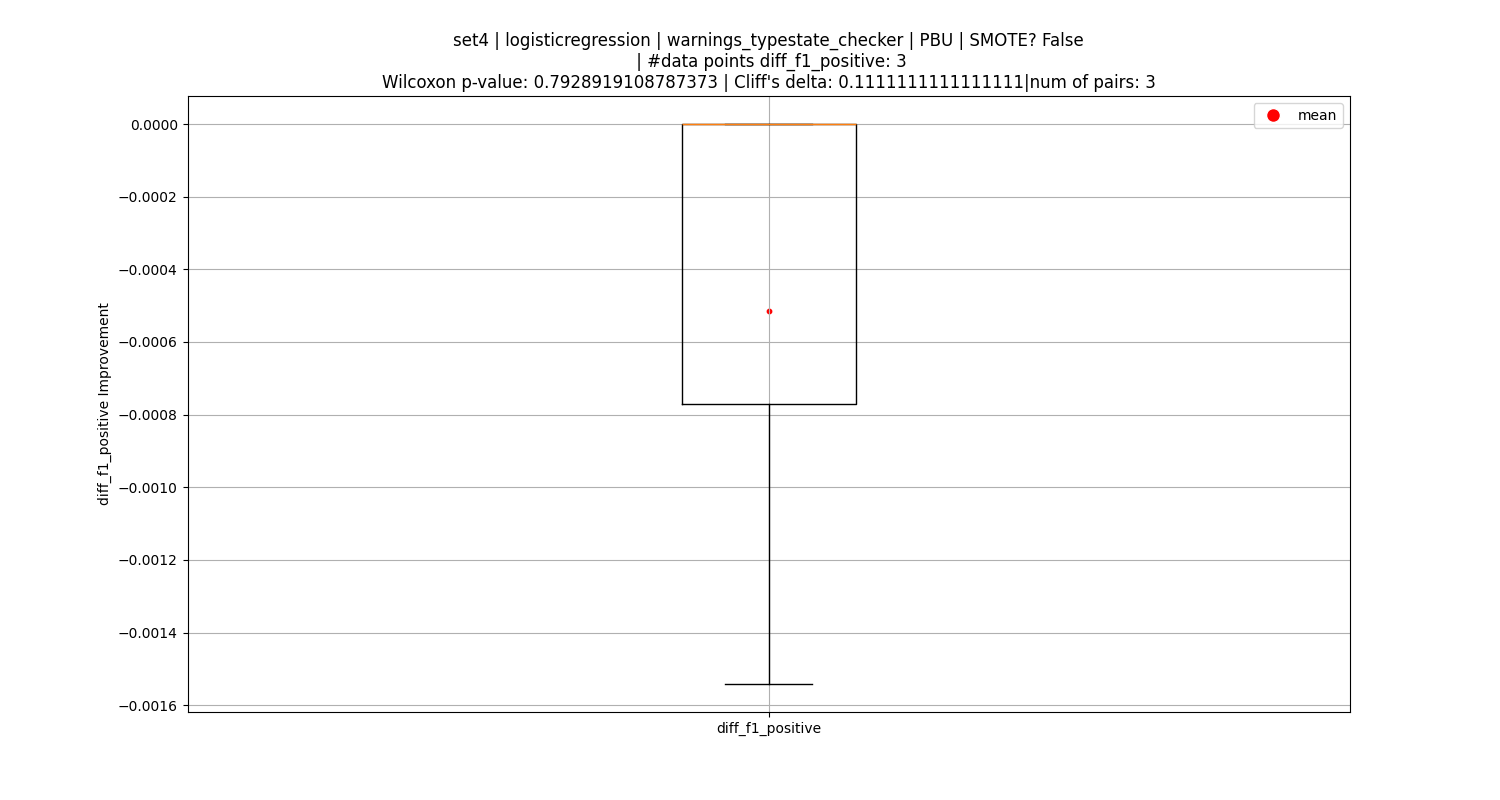 set4 | logisticregression | warnings_typestate_checker | PBU | SMOTE? False
| #data points diff_f1_positive: 3
Wilcoxon p-value: 0.7928919108787373 | Cliff's delta: 0.1111111111111111|num of pairs: 3
mean
0.0000
−0.0002
−0.0004
−0.0006
−0.0008
−0.0010
−0.0012
−0.0014
−0.0016
diff_f1_positive Improvement
diff_f1_positive